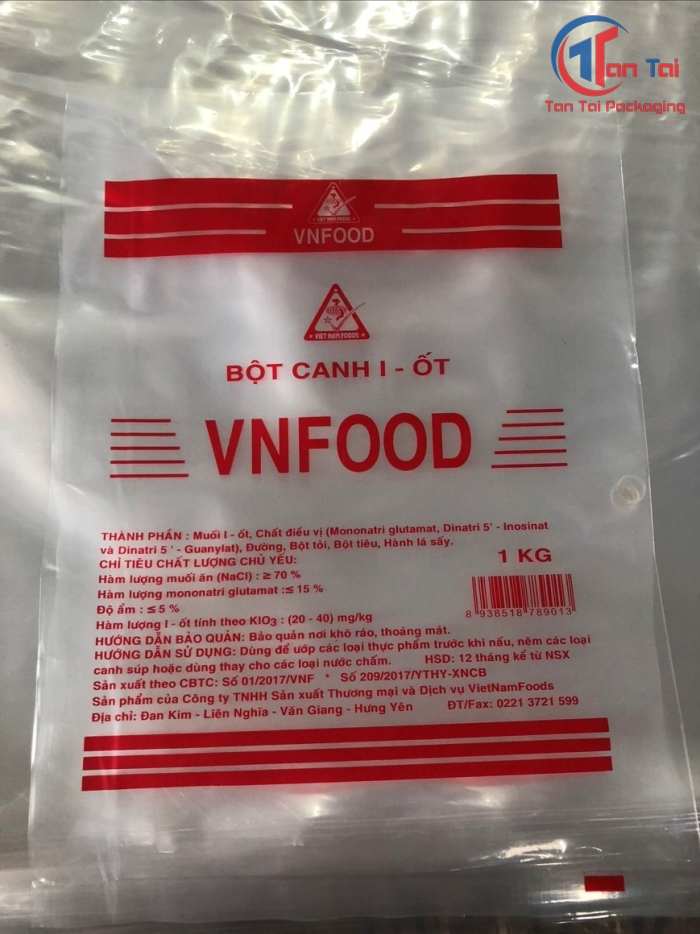 Tan Tai
Tan Tai Packaging
VIET NAM FOODS
VNFOOD
VIET NAM FOODS
BỘT CANH I - ỐT
VNFOOD
THÀNH PHẦN : Muối I - ốt, Chất điều vị (Mononatri glutamat, Dinatri 5' - Inosinat
và Dinatri 5 ' - Guanylat), Đường, Bột tỏi, Bột tiêu, Hành lá sấy.
CHỈ TIÊU CHẤT LƯỢNG CHỦ YẾU:
1 KG
Hàm lượng muối ăn (NaCl) : ≥ 70 %
Hàm lượng mononatri glutamat :≤ 15 %
Độ ẩm : ≤ 5 %
8 938518 789013
Hàm lượng I - ốt tính theo KIO3 : (20 - 40) mg/kg
HƯỚNG DẪN BẢO QUẢN: Bảo quản nơi khô ráo, thoáng mát.
HƯỚNG DẪN SỬ DỤNG: Dùng để ướp các loại thực phẩm trước khi nấu, nêm các loại
canh súp hoặc dùng thay cho các loại nước chấm. HSD: 12 tháng kể từ NSX
Sản xuất theo CBTC: Số 01/2017/VNF * Số 209/2017/YTHY-XNCB
Sản phẩm của Công ty TNHH Sản xuất Thương mại và Dịch vụ VietNamFoods
Địa chỉ: Đan Kim - Liên Nghĩa - Văn Giang - Hưng Yên ĐT/Fax: 0221 3721 599